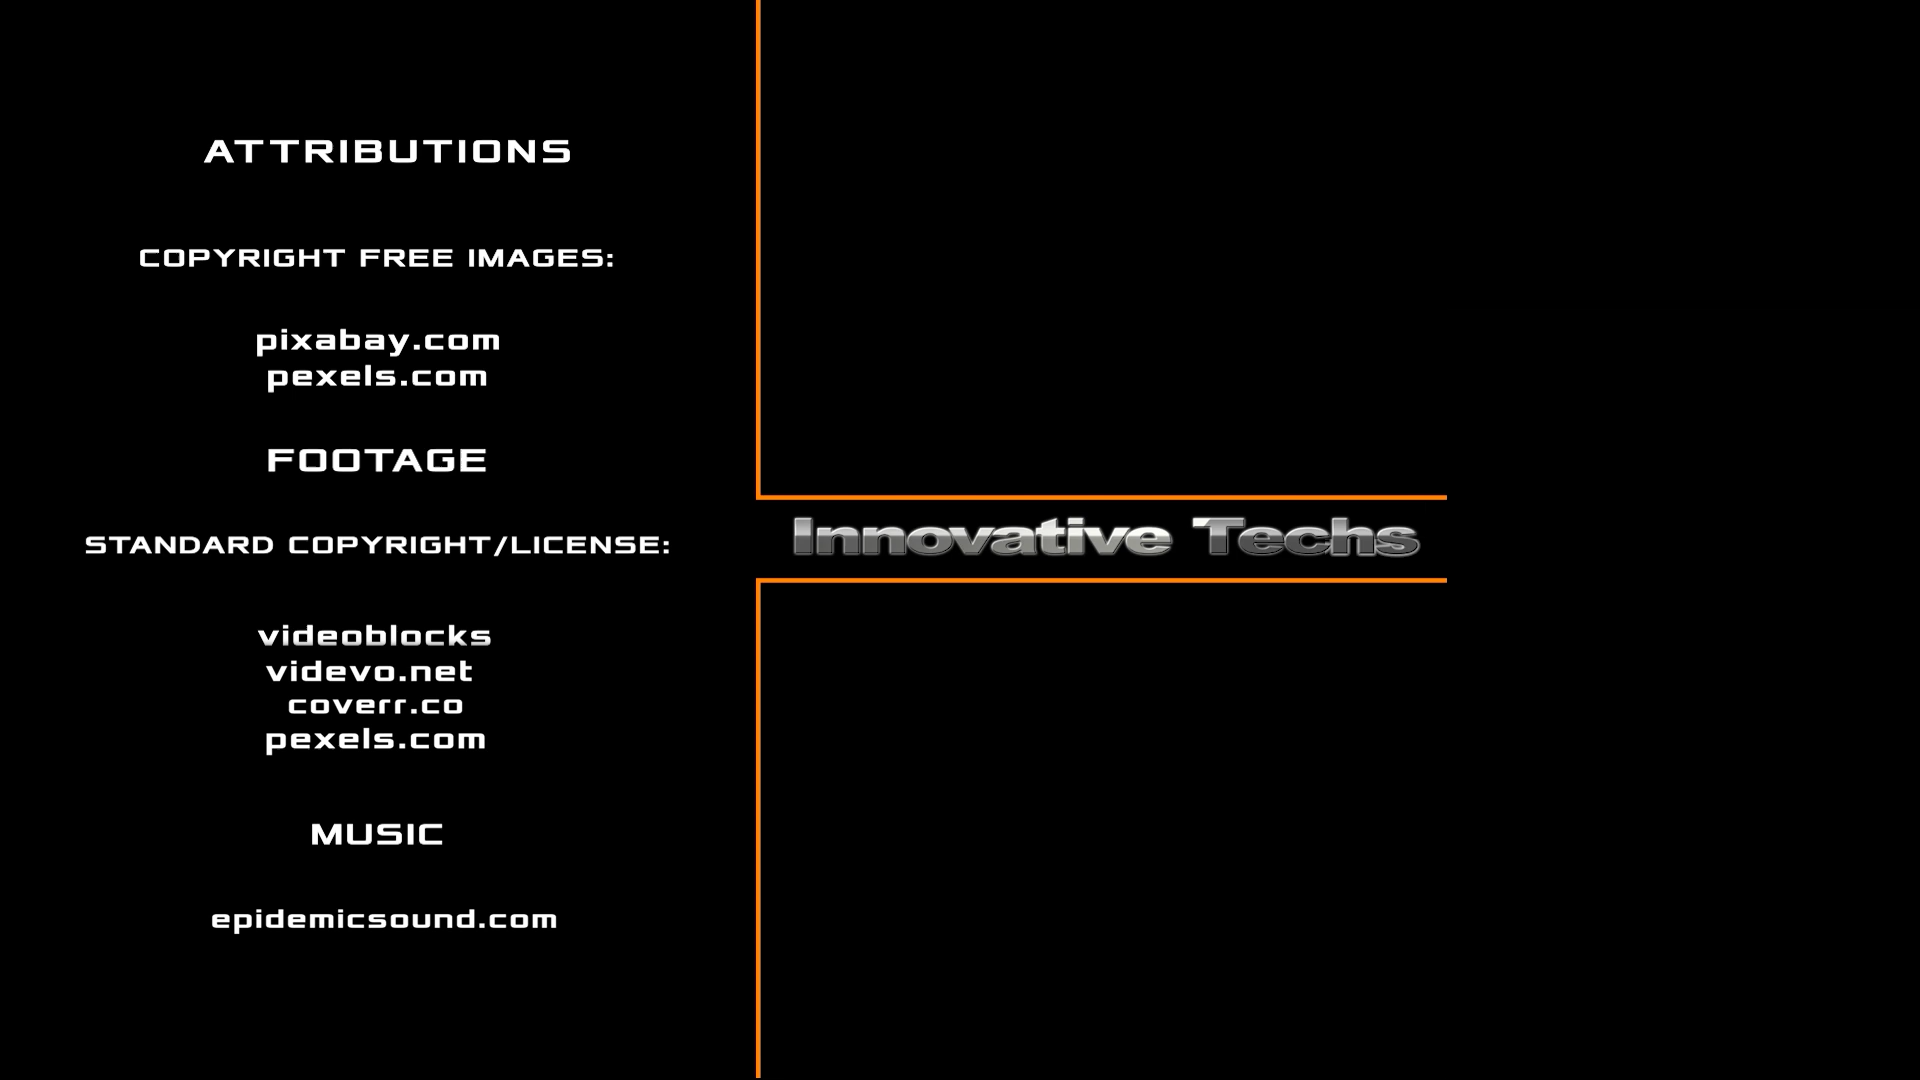 ATTRIBUTIONS
COPYRIGHT FREE IMAGES:
pixabay.com
pexels.com
FOOTAGE
STANDARD COPYRIGHT/LICENSE:
videoblocks
videvo.net
coverr.co
pexels.com
MUSIC
epidemicsound.com
Innovative Techs